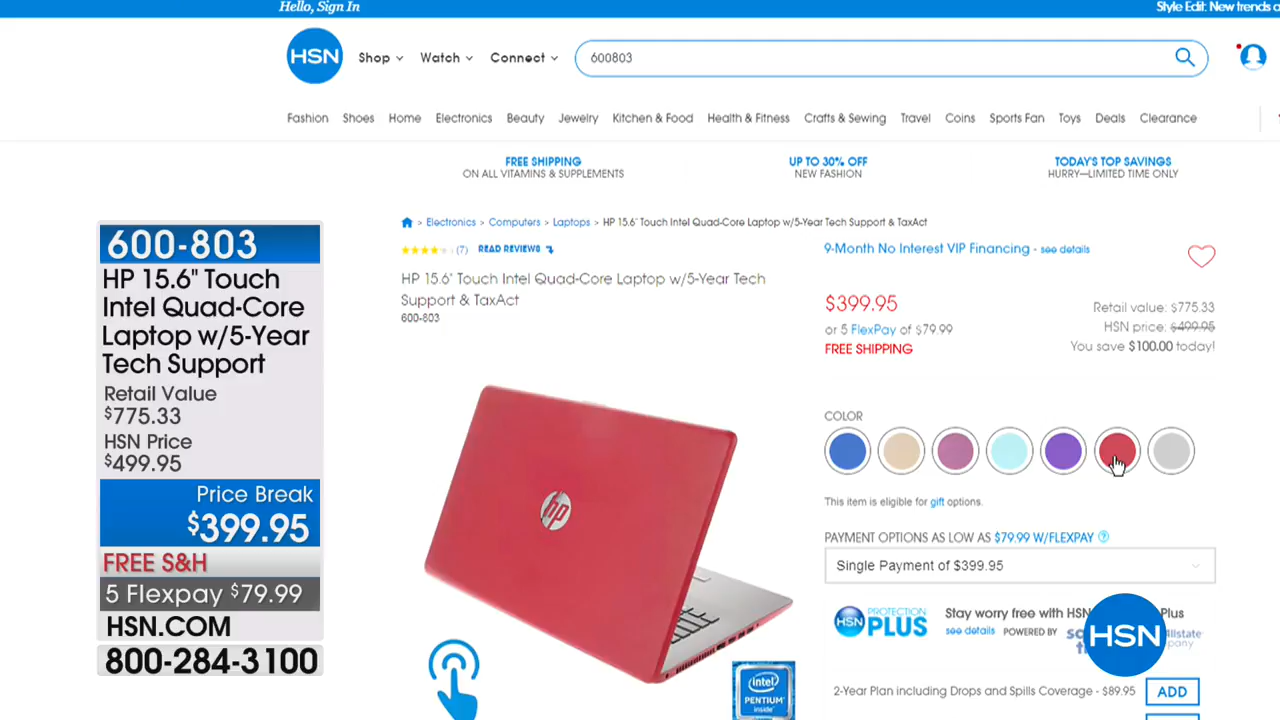 Hello, Sign In
Style Edit: New trends
HSN
Shop
Watch
Connect
600803
Fashion
Shoes
Home
Electronics
Beauty
Jewelry
Kitchen & Food
Health & Fitness
Crafts & Sewing
Travel
Coins
Sports Fan
Toys
Deals
Clearance
FREE SHIPPING
ON ALL VITAMINS & SUPPLEMENTS
UP TO 30% OFF
NEW FASHION
TODAY'S TOP SAVINGS
HURRY—LIMITED TIME ONLY
600-803
HP 15.6" Touch
Intel Quad-Core
Laptop w/5-Year
Tech Support
Retail Value
$775.33
HSN Price
$499.95
Price Break
$399.95
FREE S&H
5 Flexpay $79.99
HSN.COM
800-284-3100
Electronics > Computers > Laptops > HP 15.6" Touch Intel Quad-Core Laptop w/5-Year Tech Support & TaxAct
(7) READ REVIEWS
HP 15.6" Touch Intel Quad-Core Laptop w/5-Year Tech
Support & TaxAct
600-803
hp
intel
PENTIUM
inside
9-Month No Interest VIP Financing - see details
$399.95
or 5 FlexPay of $79.99
FREE SHIPPING
Retail value: $775.33
HSN price: $499.95
You save $100.00 today!
COLOR
This item is eligible for gift options.
PAYMENT OPTIONS AS LOW AS $79.99 W/FLEXPAY ?
Single Payment of $399.95
HSN PROTECTION
PLUS
Stay worry free with HSN Plus
see details POWERED BY
HSN
2-Year Plan including Drops and Spills Coverage - $89.95 ADD